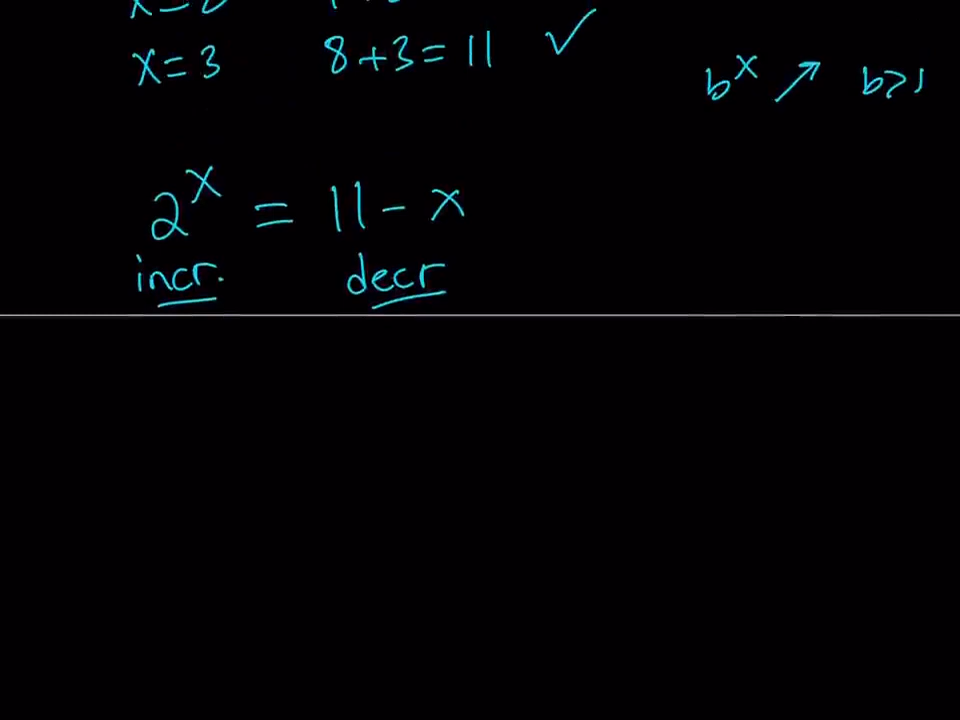 x=3 8+3=11 ✓
b^x ↗ b>1
2^x = 11-x
incr. decr